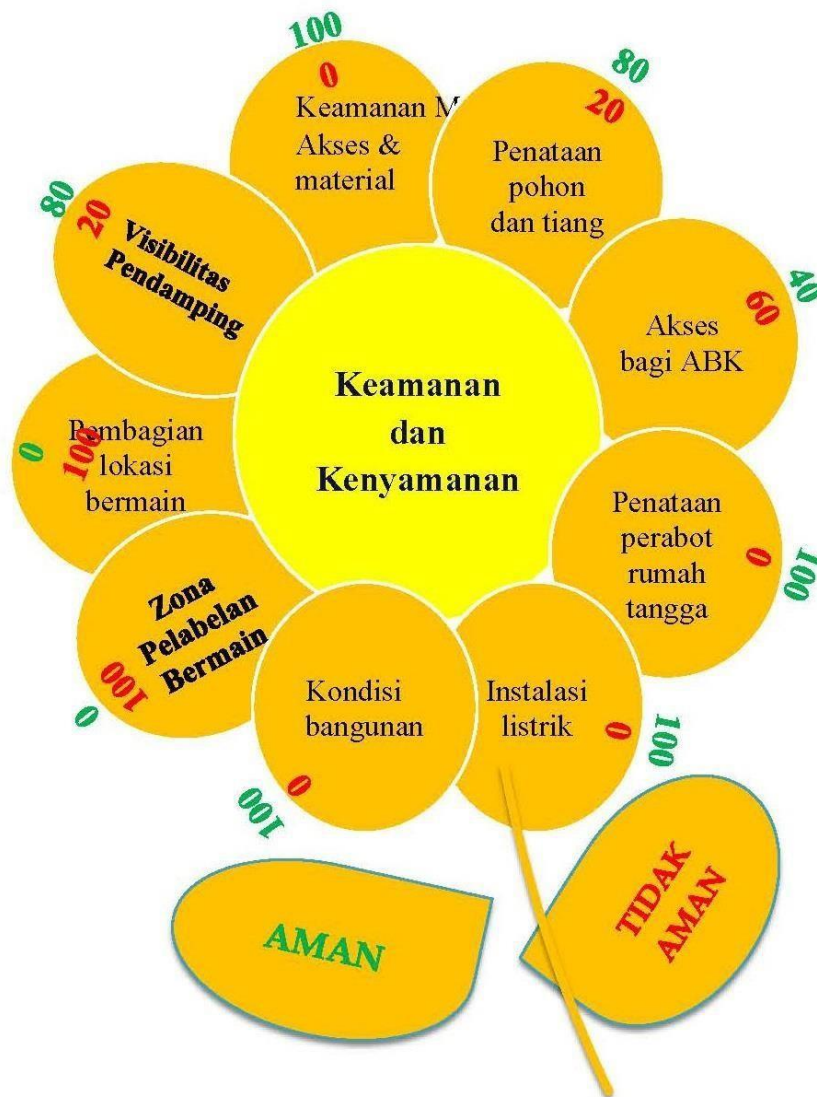 100
0
Keamanan M
Akses &
material
80
20
Penataan
pohon
dan tiang
40
60
Akses
bagi ABK
100
0
Penataan
perabot
rumah
tangga
100
0
Instalasi
listrik
100
0
Kondisi
bangunan
0
100
Zona
Pelabelan
Bermain
0
100
Pembagian
lokasi
bermain
80
20
Visibilitas
Pendamping
Keamanan
dan
Kenyamanan
AMAN
TIDAK
AMAN